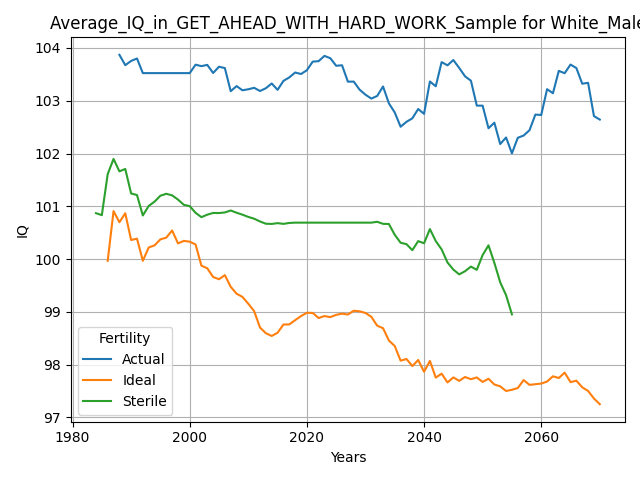 Average_IQ_in_GET_AHEAD_WITH_HARD_WORK_Sample for White_Male
104
103
102
101
100
99
98
97
IQ
Fertility
Actual
Ideal
Sterile
1980 2000 2020 2040 2060
Years